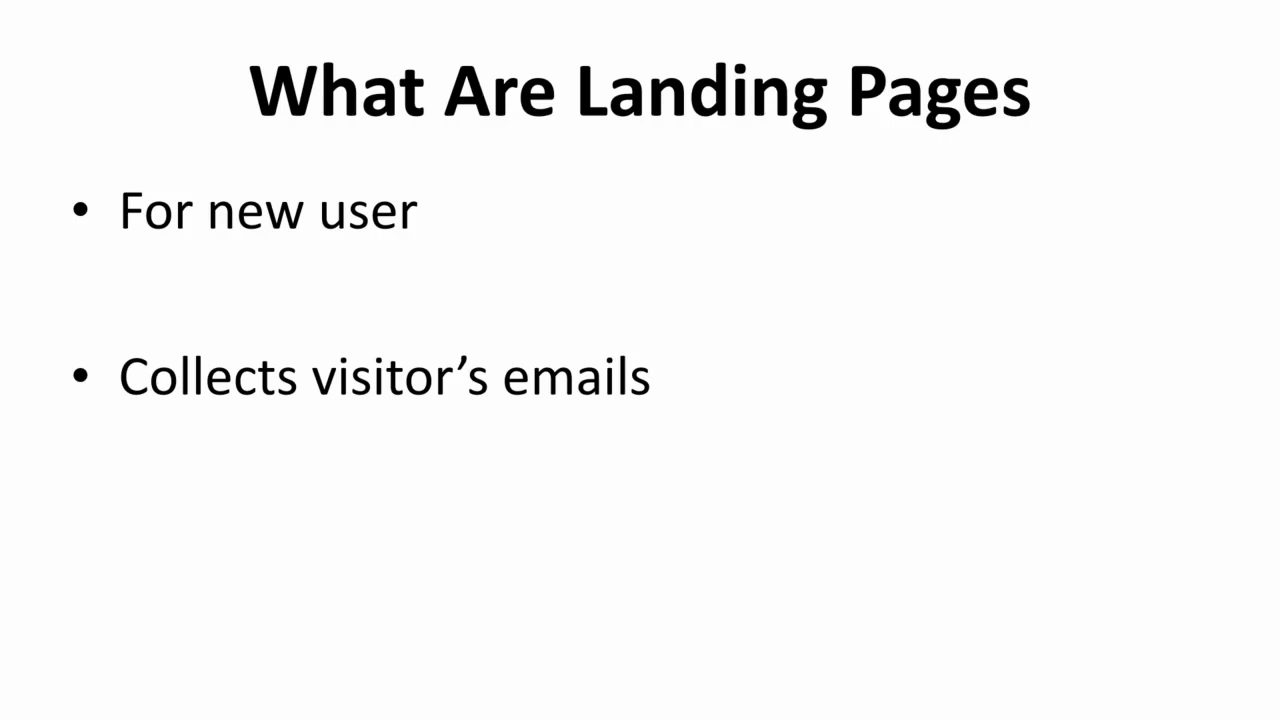 What Are Landing Pages
• For new user
• Collects visitor’s emails